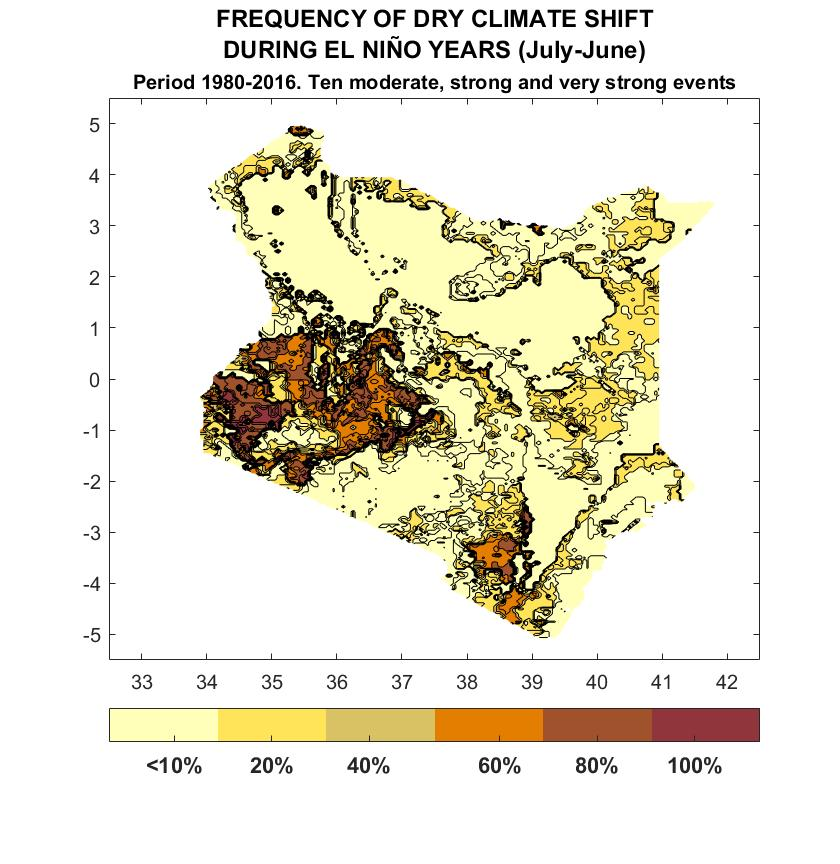 FREQUENCY OF DRY CLIMATE SHIFT
DURING EL NIÑO YEARS (July-June)
Period 1980-2016. Ten moderate, strong and very strong events
5
4
3
2
1
0
-1
-2
-3
-4
-5
33 34 35 36 37 38 39 40 41 42
<10% 20% 40% 60% 80% 100%